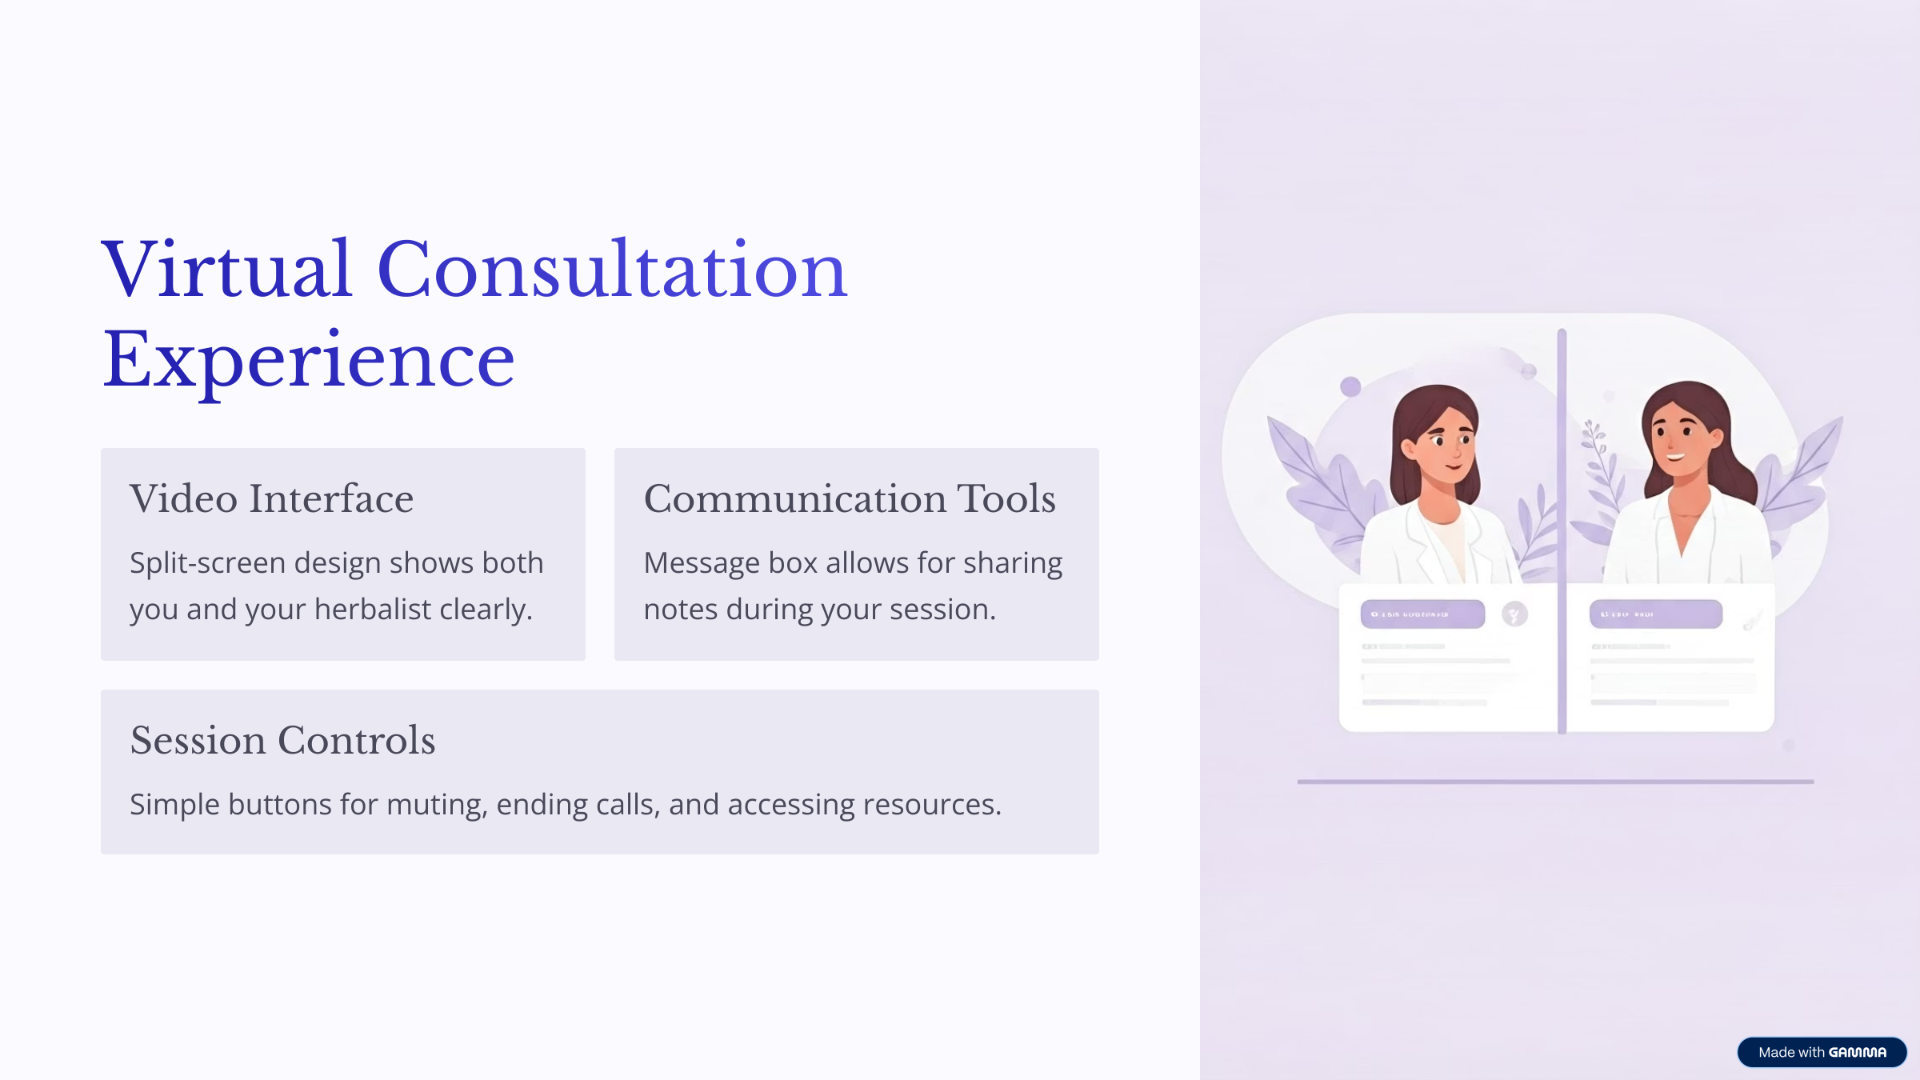 Virtual Consultation
Experience
Video Interface
Split-screen design shows both
you and your herbalist clearly.
Communication Tools
Message box allows for sharing
notes during your session.
Session Controls
Simple buttons for muting, ending calls, and accessing resources.
Made with GAMMA